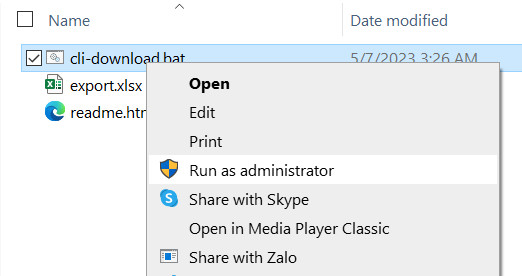 Name Date modified
cli-download.bat 5/7/2023 3:26 AM
export.xlsx
Open
readme.htm
Edit
Print
Run as administrator
Share with Skype
Open in Media Player Classic
Share with Zalo